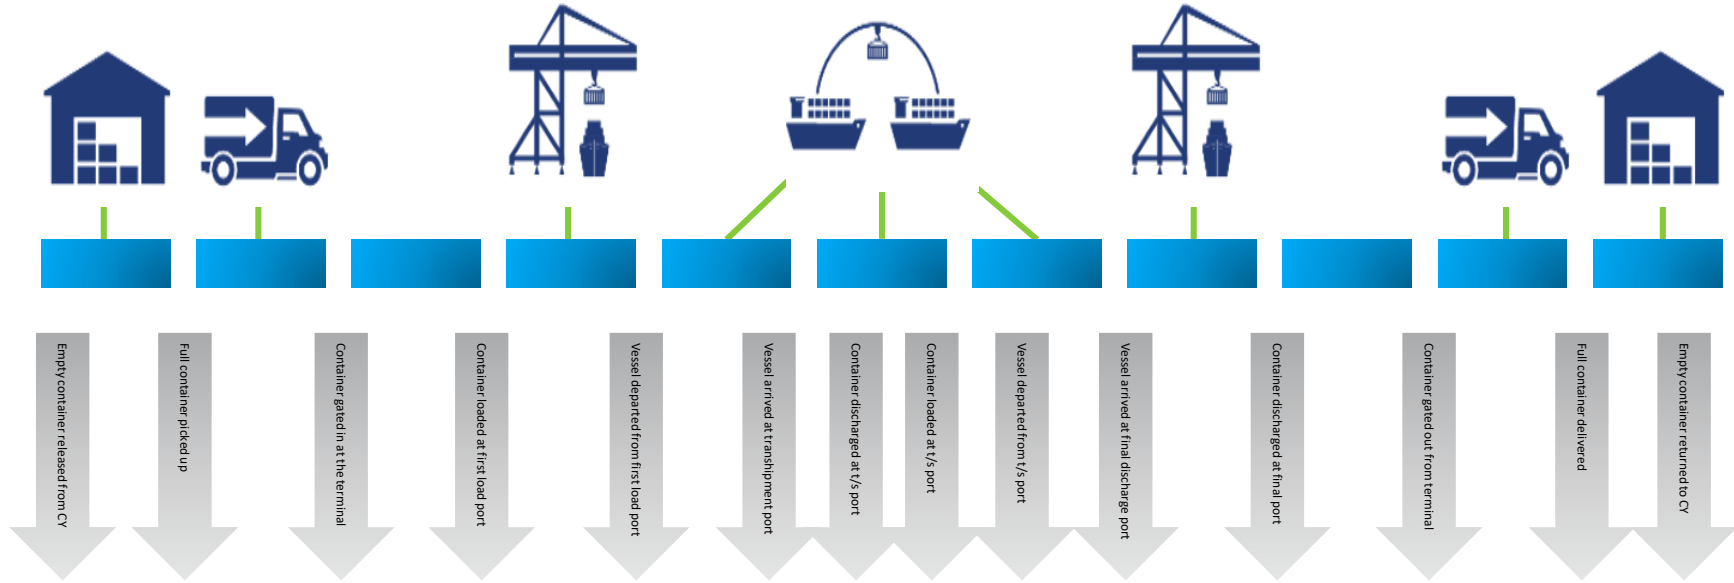 Empty container released from CY
Full container picked up
Container gated in at the terminal
Container loaded at first load port
Vessel departed from first load port
Vessel arrived at transhipment port
Container discharged at t/s port
Container loaded at t/s port
Vessel departed from t/s port
Vessel arrived at final discharge port
Container discharged at final port
Container gated out from terminal
Full container delivered
Empty container returned to CY